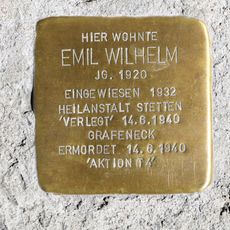 HIER WOHNTE
EMIL WILHELM
JG. 1920
EINGEWIESEN 1932
HEILANSTALT STETTEN
'VERLEGT' 14.6.1940
GRAFENECK
ERMORDET 14.6.1940
'AKTION T4'